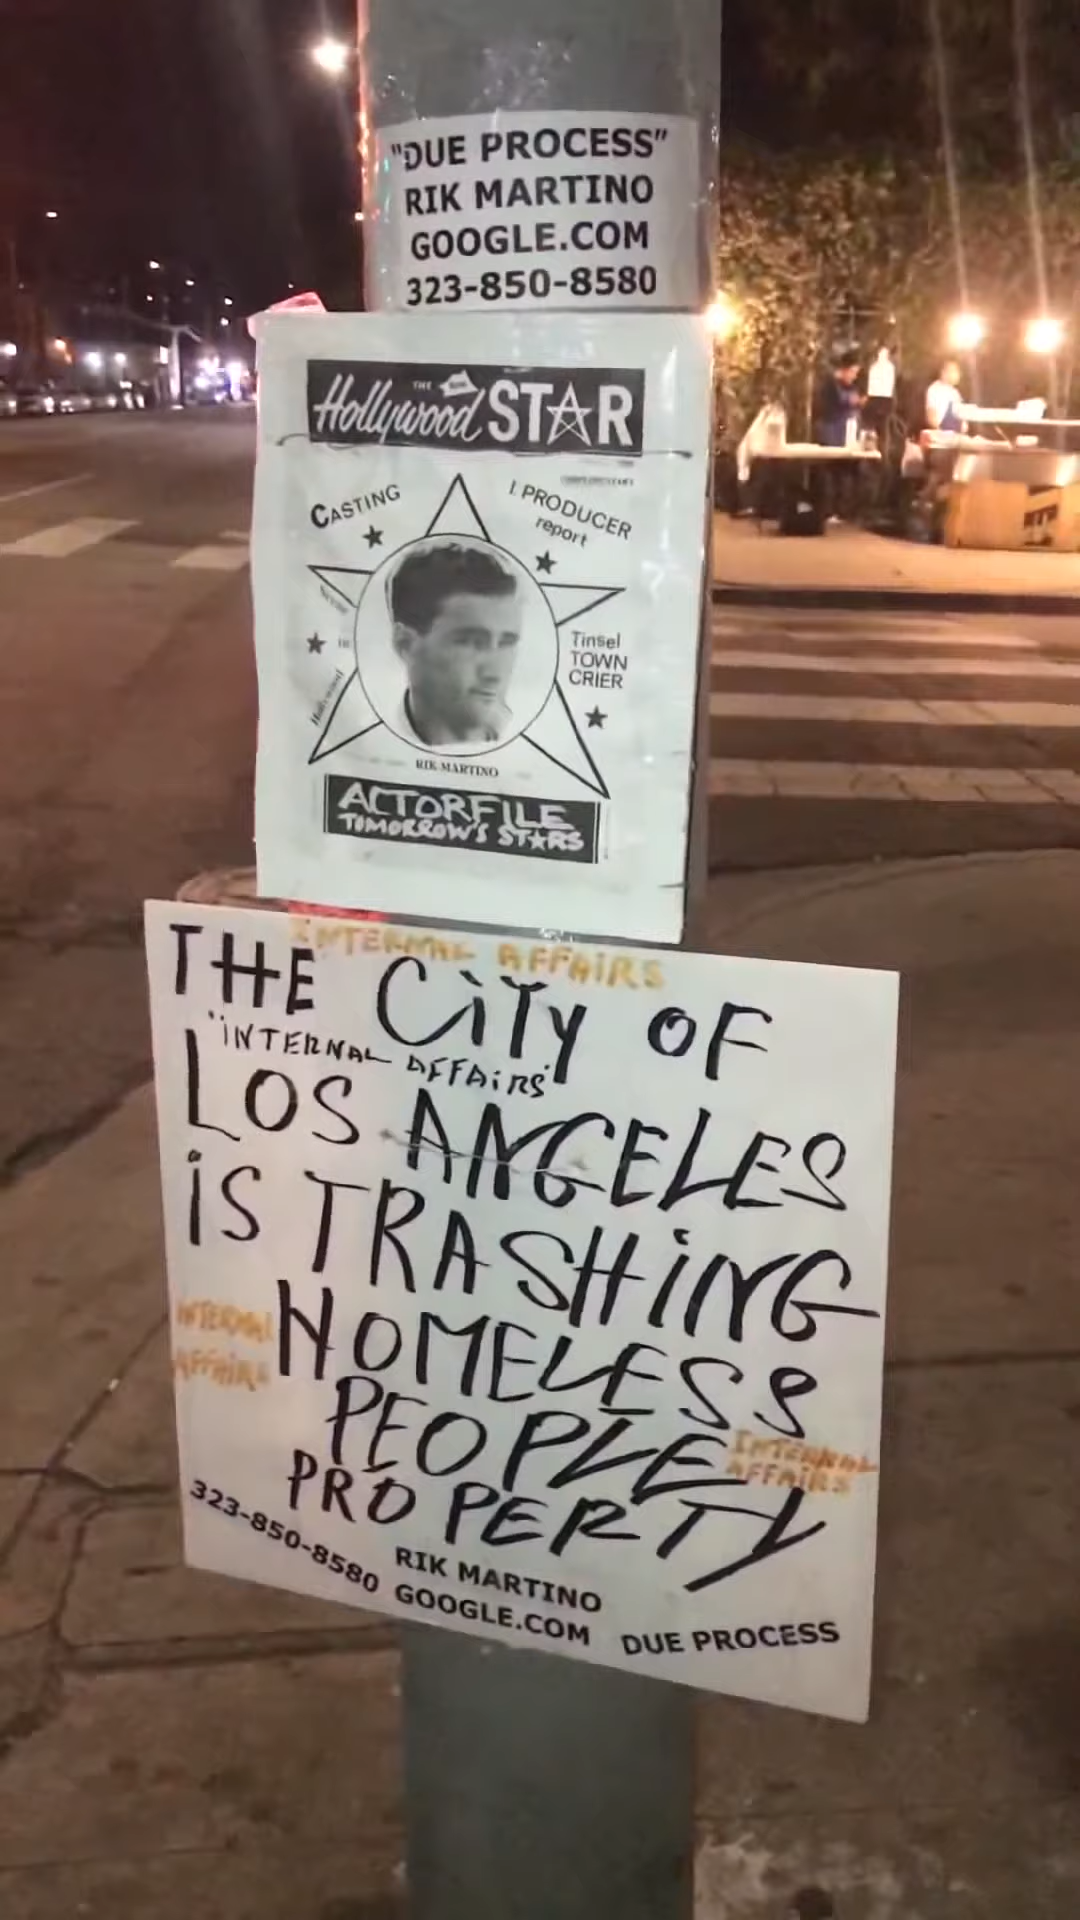 "DUE PROCESS"
RIK MARTINO
GOOGLE.COM
323-850-8580
THE
Hollywood STAR
CASTING
I. PRODUCER
report
Tinsel
TOWN
CRIER
Hollywood
RIK MARTINO
ACTORFILE
TOMORROW'S STARS
INTERNAL AFFAIRS
THE CiTy OF
"INTERNAL AFFAiRS"
LOS ANGELES
iS TRASHiNG
INTERNAL
AFFAIRS
HOMELESS
PEOPLE
INTERNAL
AFFAIRS
PROPERTY
323-850-8580
RIK MARTINO
GOOGLE.COM
DUE PROCESS